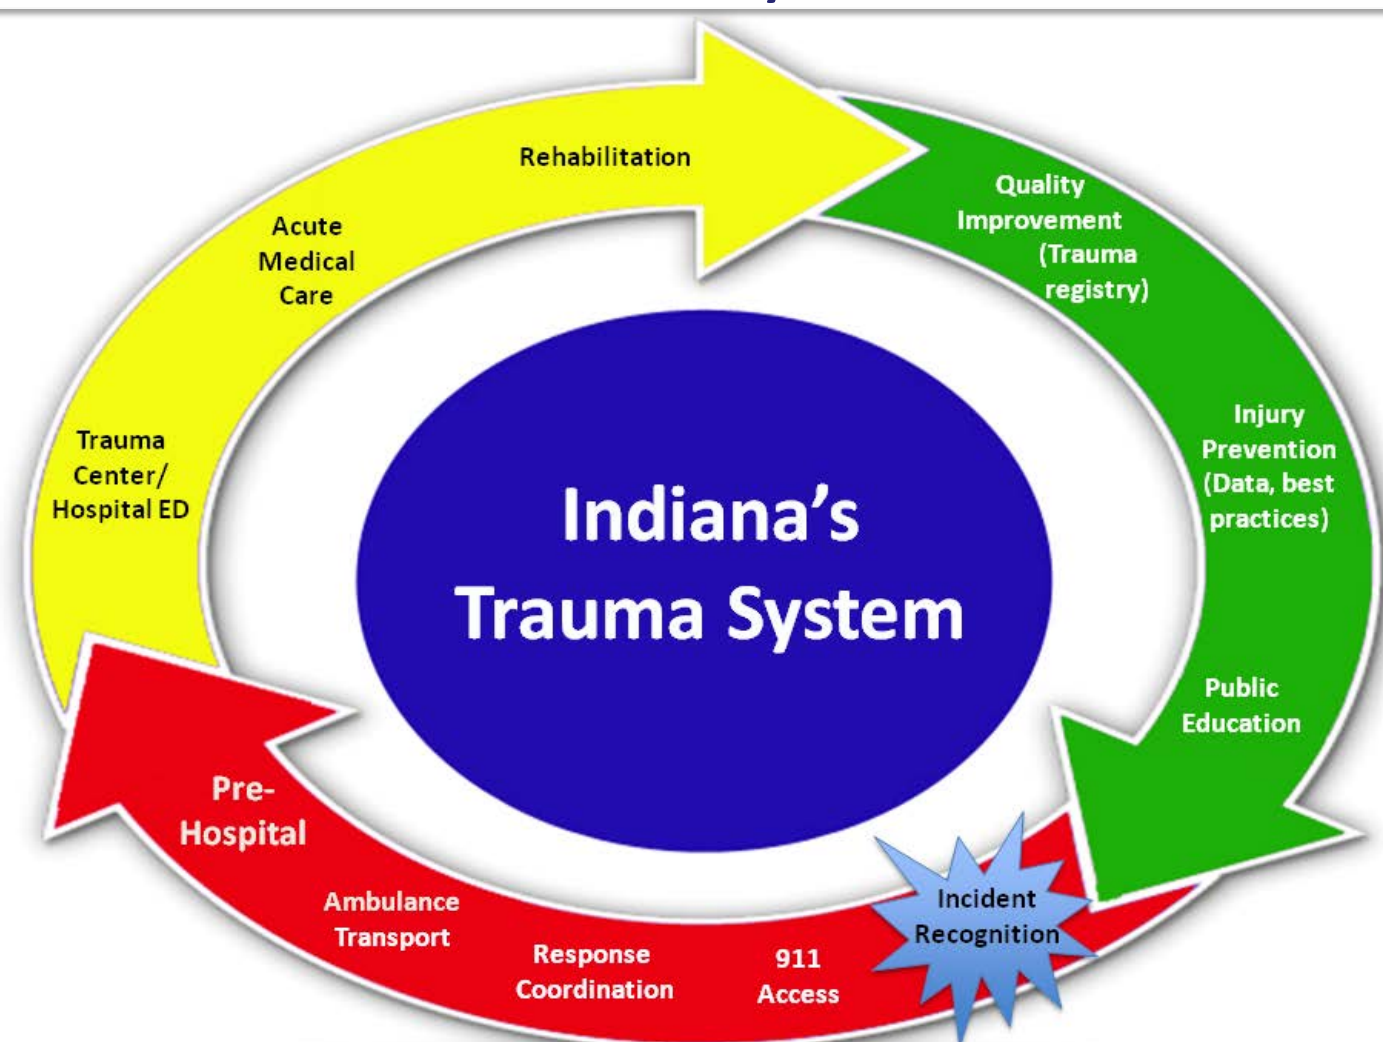 Rehabilitation
Acute
Medical
Care
Trauma
Center/
Hospital ED
Quality
Improvement
(Trauma
registry)
Injury
Prevention
(Data, best
practices)
Public
Education
Indiana’s
Trauma System
Incident
Recognition
911
Access
Response
Coordination
Ambulance
Transport
Pre-
Hospital